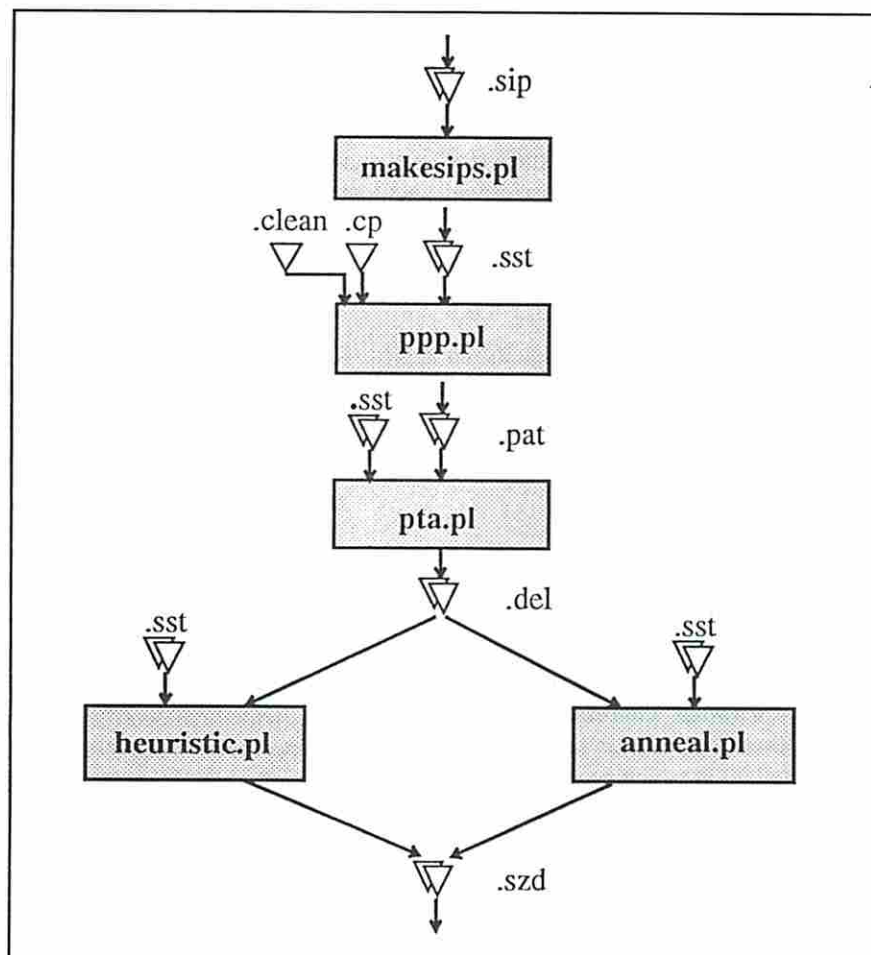 .sip
makesips.pl
.clean .cp
.sst
ppp.pl
.sst
.pat
pta.pl
.del
.sst
.sst
heuristic.pl
anneal.pl
.szd